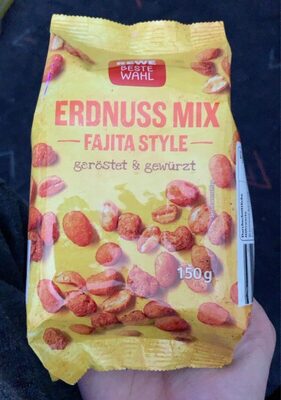 REWE
BESTE
WAHL
ERDNUSS MIX
FAJITA STYLE
geröstet & gewürzt
150g